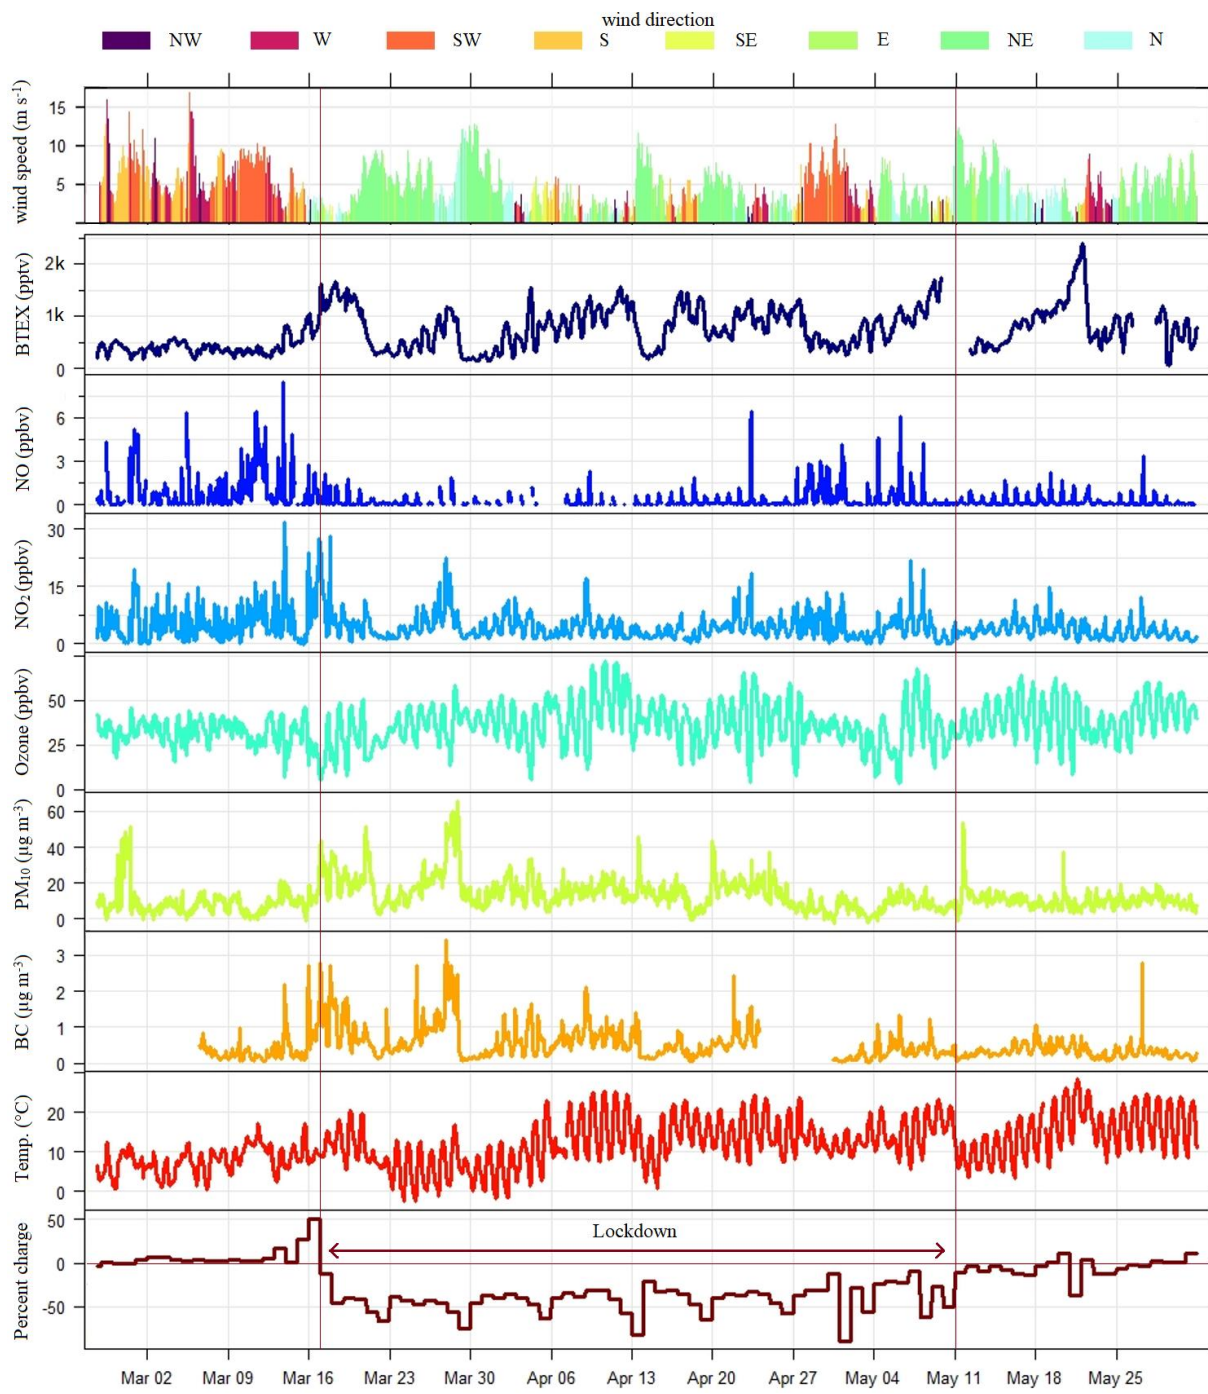 wind direction
NW W SW S SE E NE N
wind speed (m s⁻¹)
15
10
5
BTEX (pptv)
2k
1k
0
NO (ppbv)
6
3
0
NO₂ (ppbv)
30
15
0
Ozone (ppbv)
50
25
0
PM₁₀ (µg m⁻³)
60
40
20
0
BC (µg m⁻³)
3
2
1
0
Temp. (°C)
20
10
0
Percent charge
50
0
-50
Lockdown
Mar 02 Mar 09 Mar 16 Mar 23 Mar 30 Apr 06 Apr 13 Apr 20 Apr 27 May 04 May 11 May 18 May 25